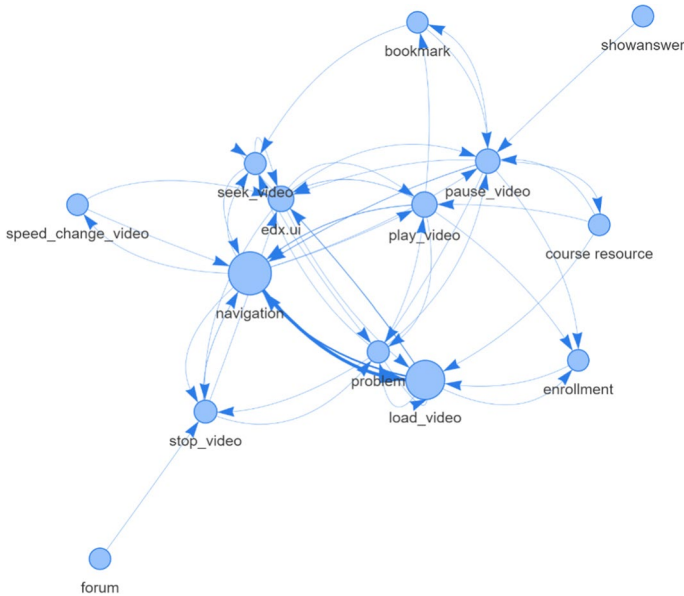 bookmark
showanswer
seek_video
pause_video
speed_change_video
edx.ui
play_video
course resource
navigation
problem
enrollment
load_video
stop_video
forum